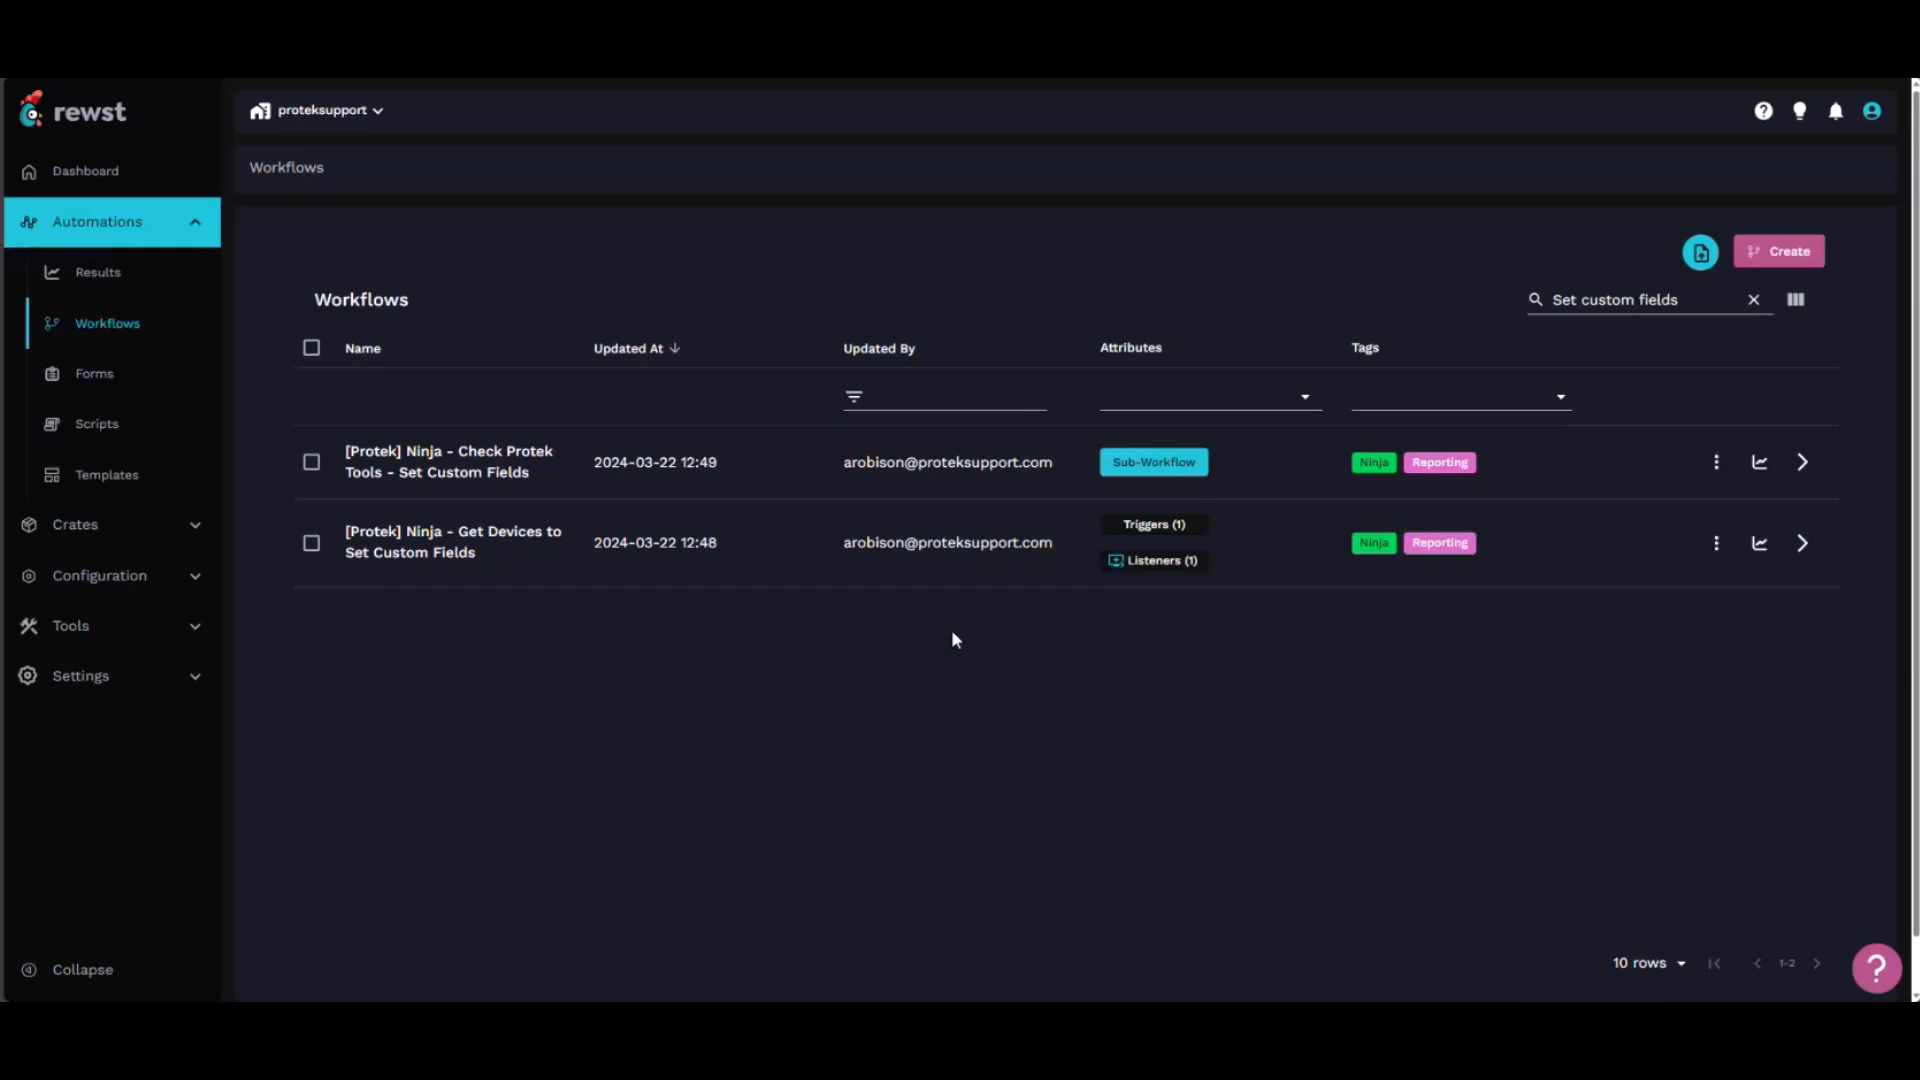 rewst
proteksupport
Dashboard
Workflows
Automations
Results
Create
Workflows
Set custom fields
Workflows
Name
Updated At
Updated By
Attributes
Tags
Forms
Scripts
[Protek] Ninja - Check Protek
Tools - Set Custom Fields
2024-03-22 12:49
arobison@proteksupport.com
Sub-Workflow
Ninja
Reporting
Templates
Crates
[Protek] Ninja - Get Devices to
Set Custom Fields
2024-03-22 12:48
arobison@proteksupport.com
Triggers (1)
Listeners (1)
Ninja
Reporting
Configuration
Tools
Settings
Collapse
10 rows
1-2
?